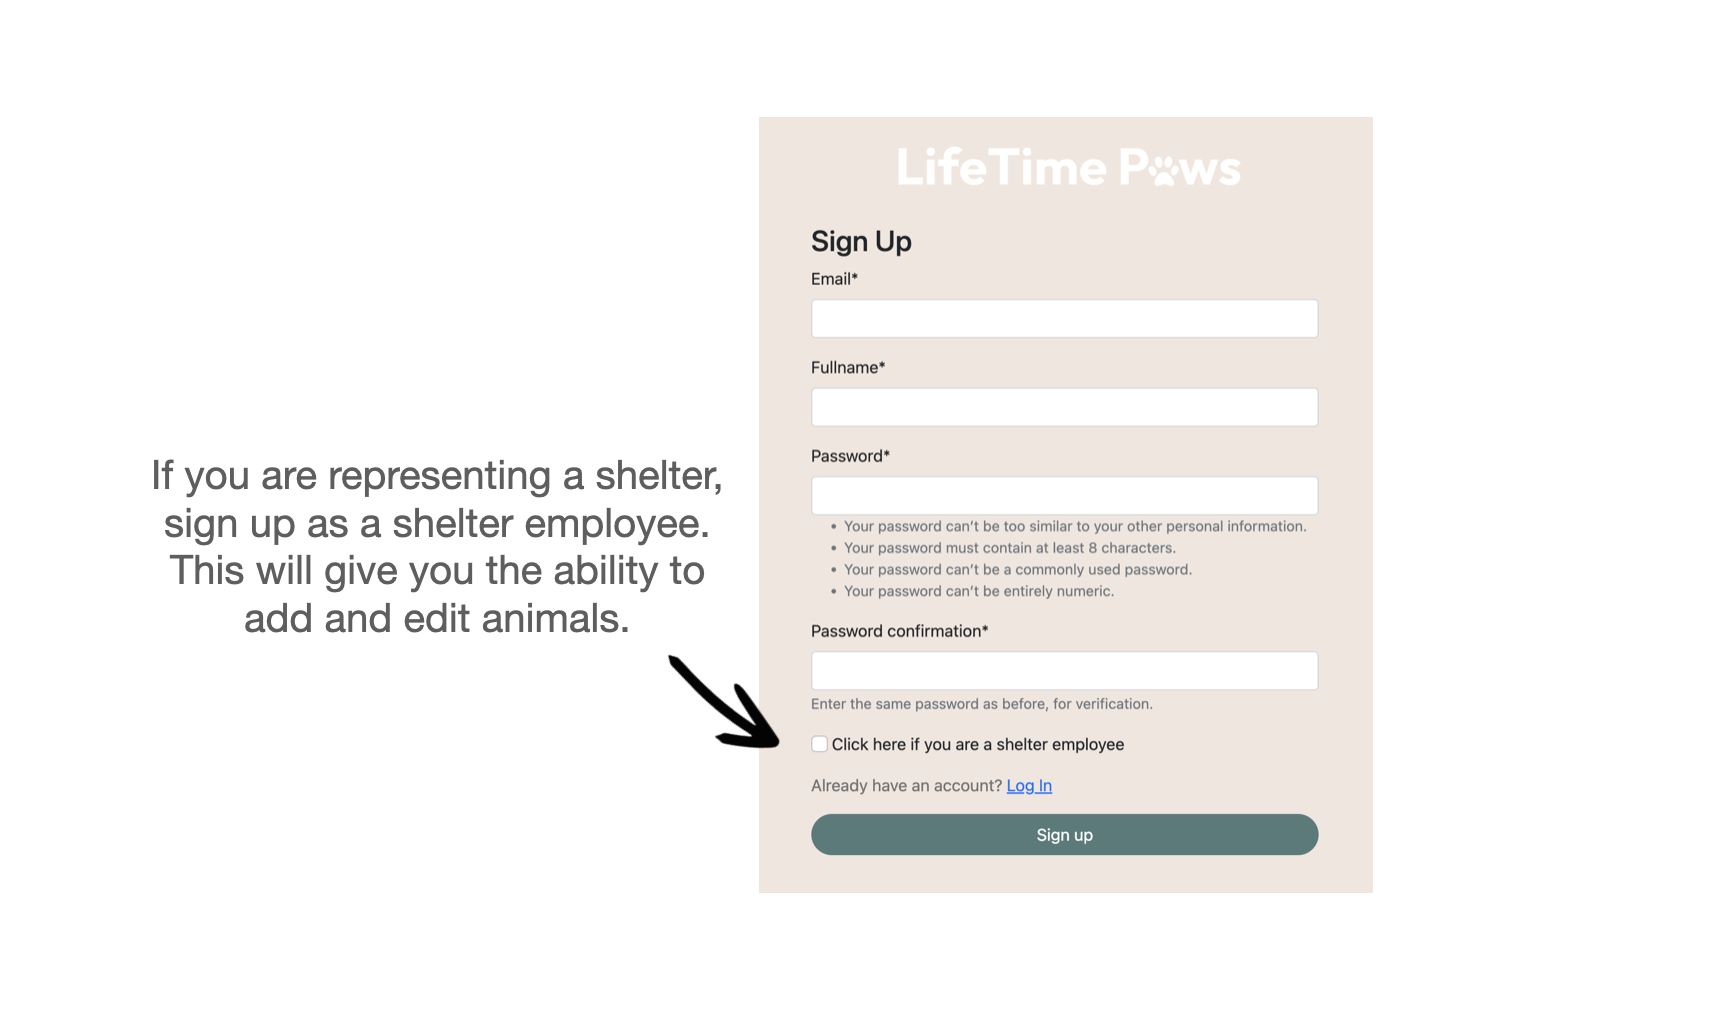 If you are representing a shelter,
sign up as a shelter employee.
This will give you the ability to
add and edit animals.
LifeTime Paws
Sign Up
Email*
Fullname*
Password*
• Your password can't be too similar to your other personal information.
• Your password must contain at least 8 characters.
• Your password can't be a commonly used password.
• Your password can't be entirely numeric.
Password confirmation*
Enter the same password as before, for verification.
Click here if you are a shelter employee
Already have an account? Log In
Sign up